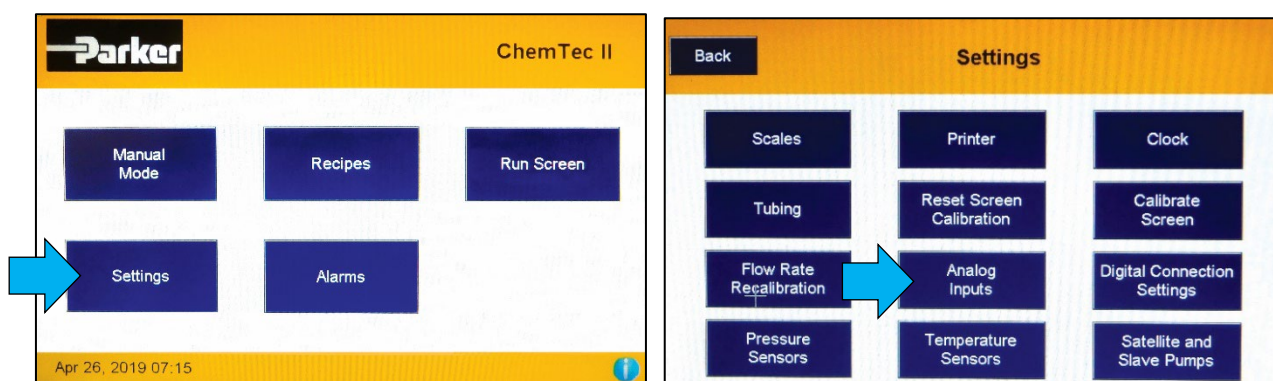 Parker
ChemTec II
Manual
Mode
Recipes
Run Screen
Settings
Alarms
Apr 26, 2019 07:15
i
Back
Settings
Scales
Printer
Clock
Tubing
Reset Screen
Calibration
Calibrate
Screen
Flow Rate
Recalibration
Analog
Inputs
Digital Connection
Settings
Pressure
Sensors
Temperature
Sensors
Satellite and
Slave Pumps